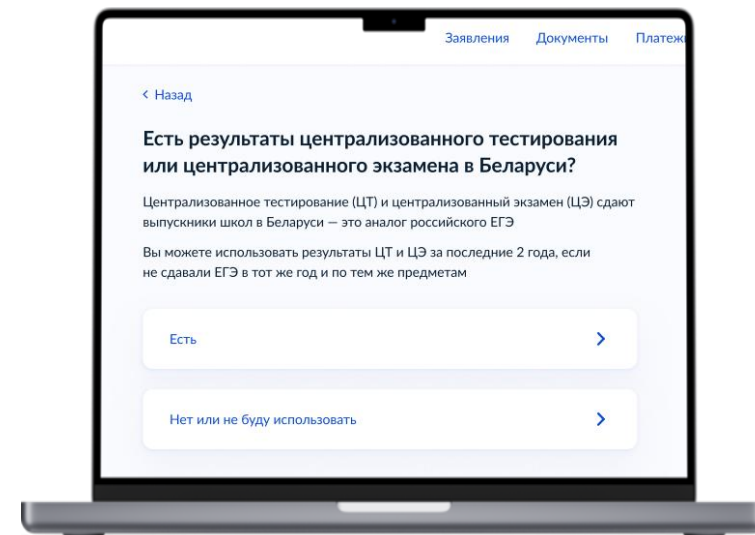 Заявления Документы Платежи
Назад
Есть результаты централизованного тестирования
или централизованного экзамена в Беларуси?
Централизованное тестирование (ЦТ) и централизованный экзамен (ЦЭ) сдают
выпускники школ в Беларуси — это аналог российского ЕГЭ
Вы можете использовать результаты ЦТ и ЦЭ за последние 2 года, если
не сдавали ЕГЭ в тот же год и по тем же предметам
Есть
Нет или не буду использовать